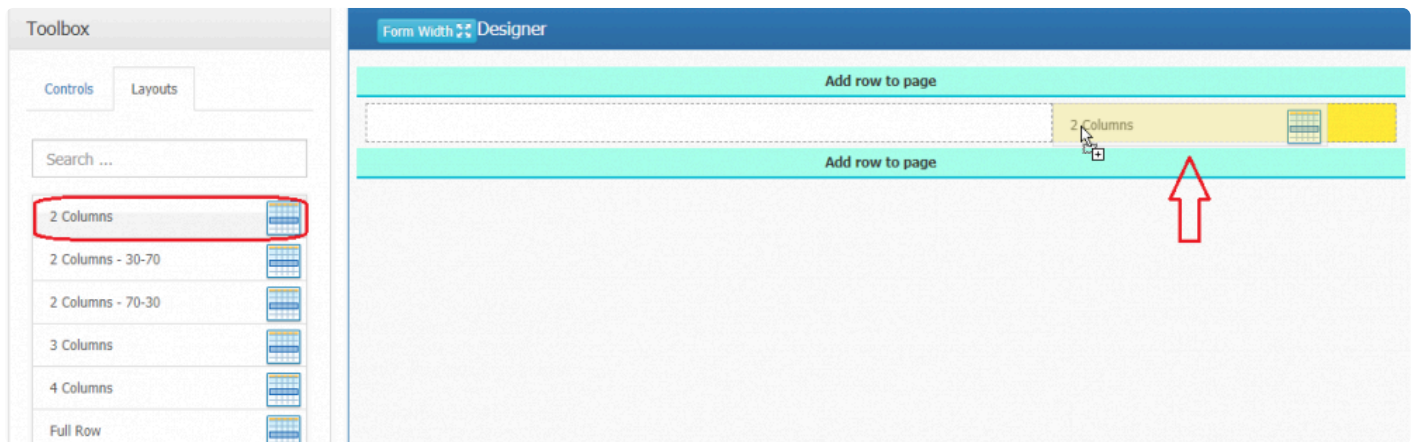 Toolbox
Controls Layouts
Search ...
2 Columns
2 Columns - 30-70
2 Columns - 70-30
3 Columns
4 Columns
Full Row
Form Width Designer
Add row to page
2 Columns
Add row to page